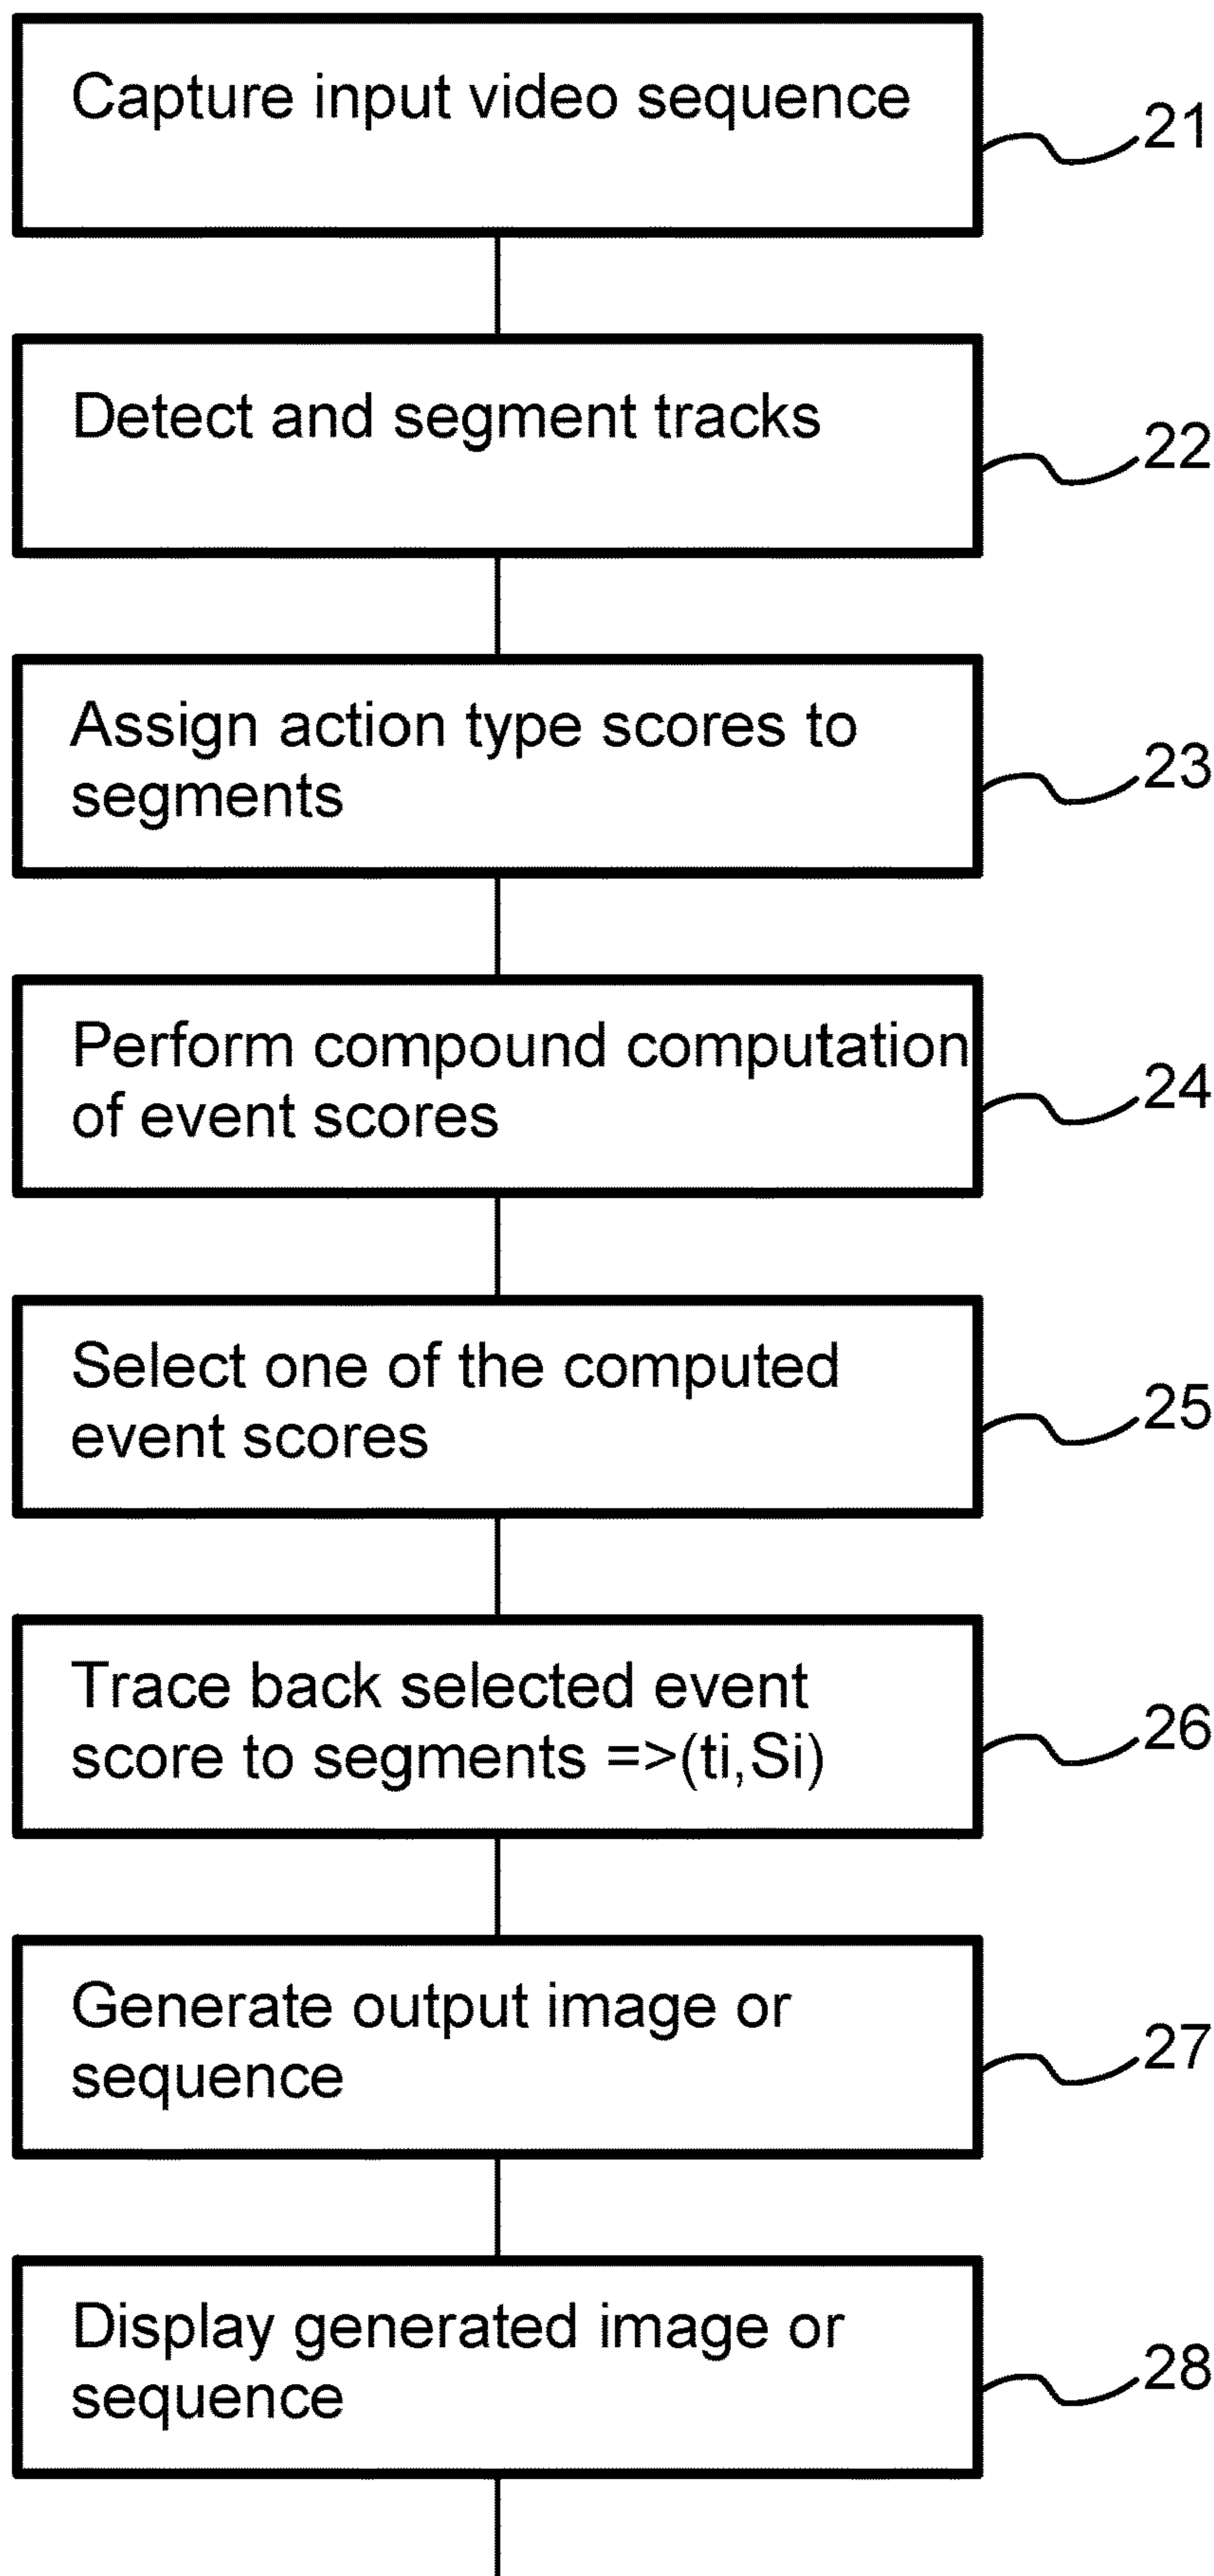 Capture input video sequence
21
Detect and segment tracks
22
Assign action type scores to
segments
23
Perform compound computation
of event scores
24
Select one of the computed
event scores
25
Trace back selected event
score to segments =>(ti,Si)
26
Generate output image or
sequence
27
Display generated image or
sequence
28